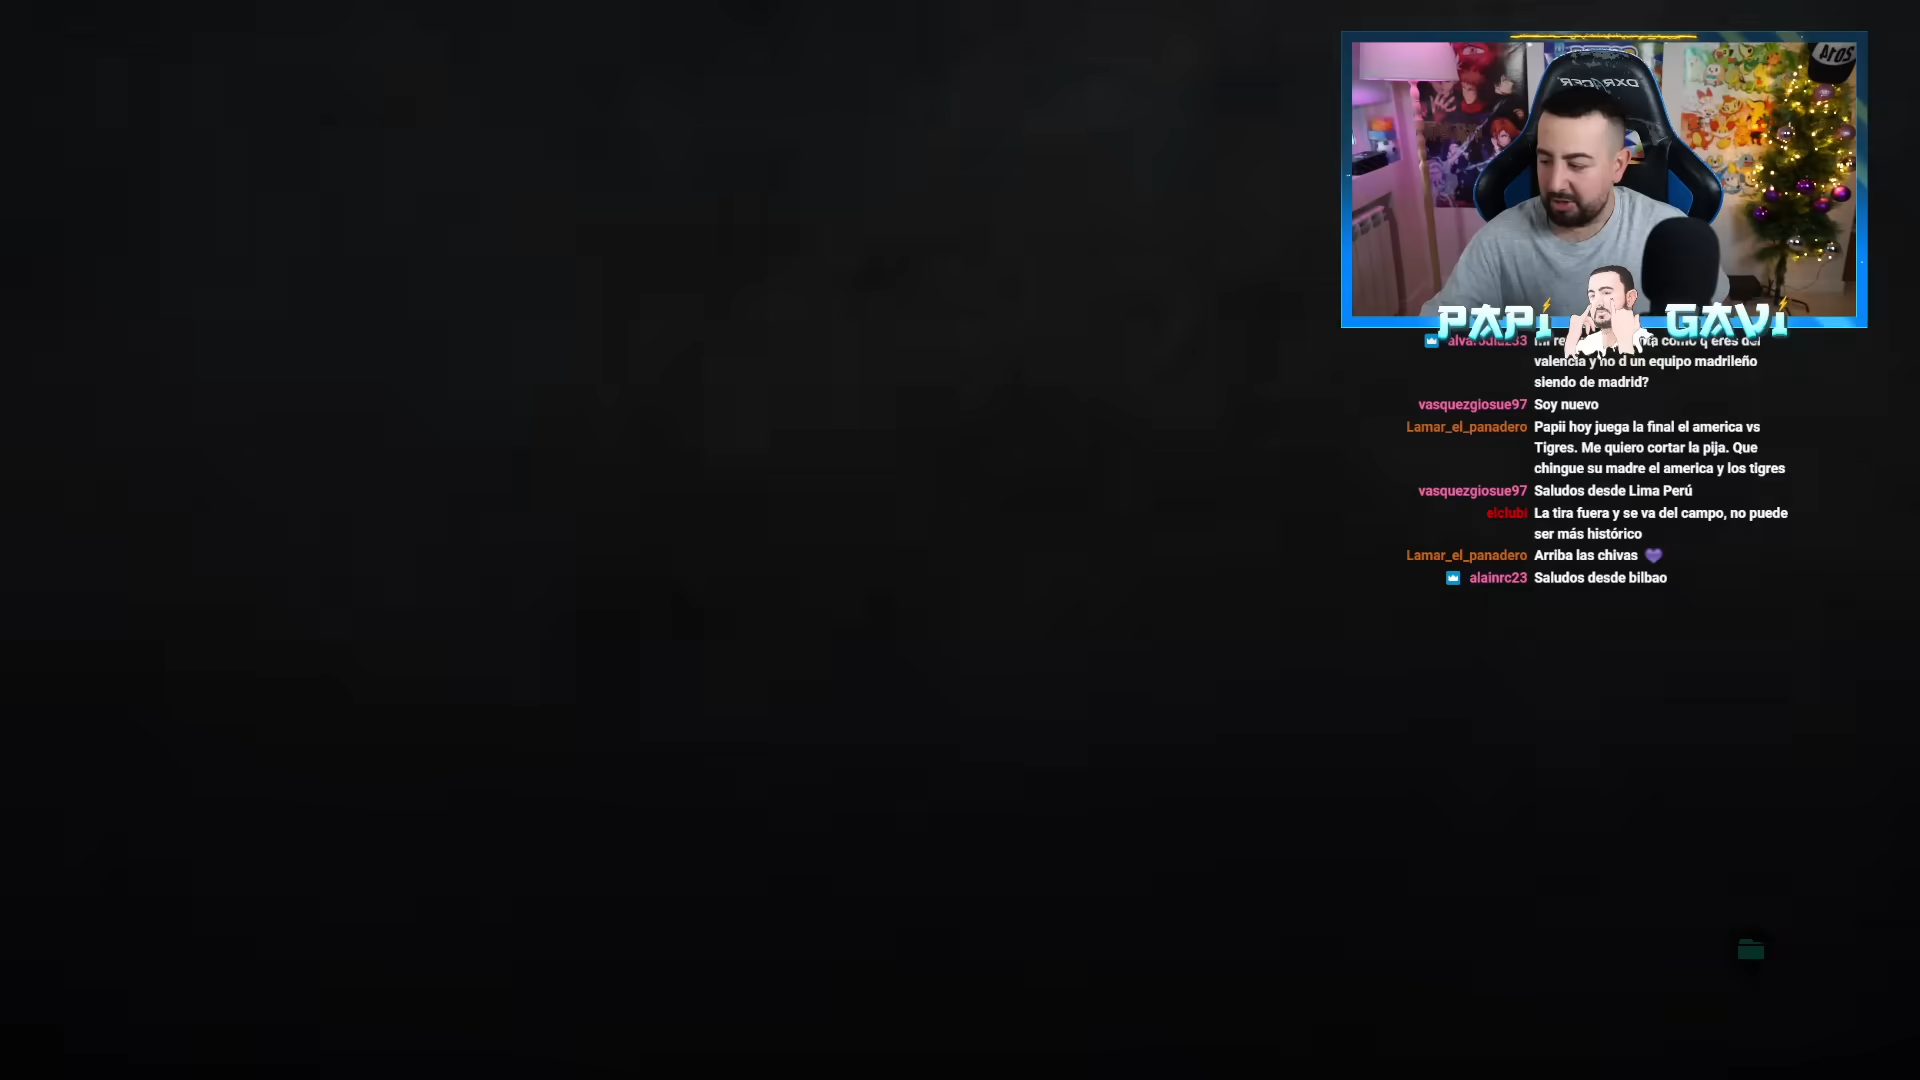 DXRACER
PAPi GAVi
valencia y no d un equipo madrileño
siendo de madrid?
vasquezgiosue97 Soy nuevo
Lamar_el_panadero Papii hoy juega la final el america vs
Tigres. Me quiero cortar la pija. Que
chingue su madre el america y los tigres
vasquezgiosue97 Saludos desde Lima Perú
elclubi La tira fuera y se va del campo, no puede
ser más histórico
Lamar_el_panadero Arriba las chivas
alainrc23 Saludos desde bilbao